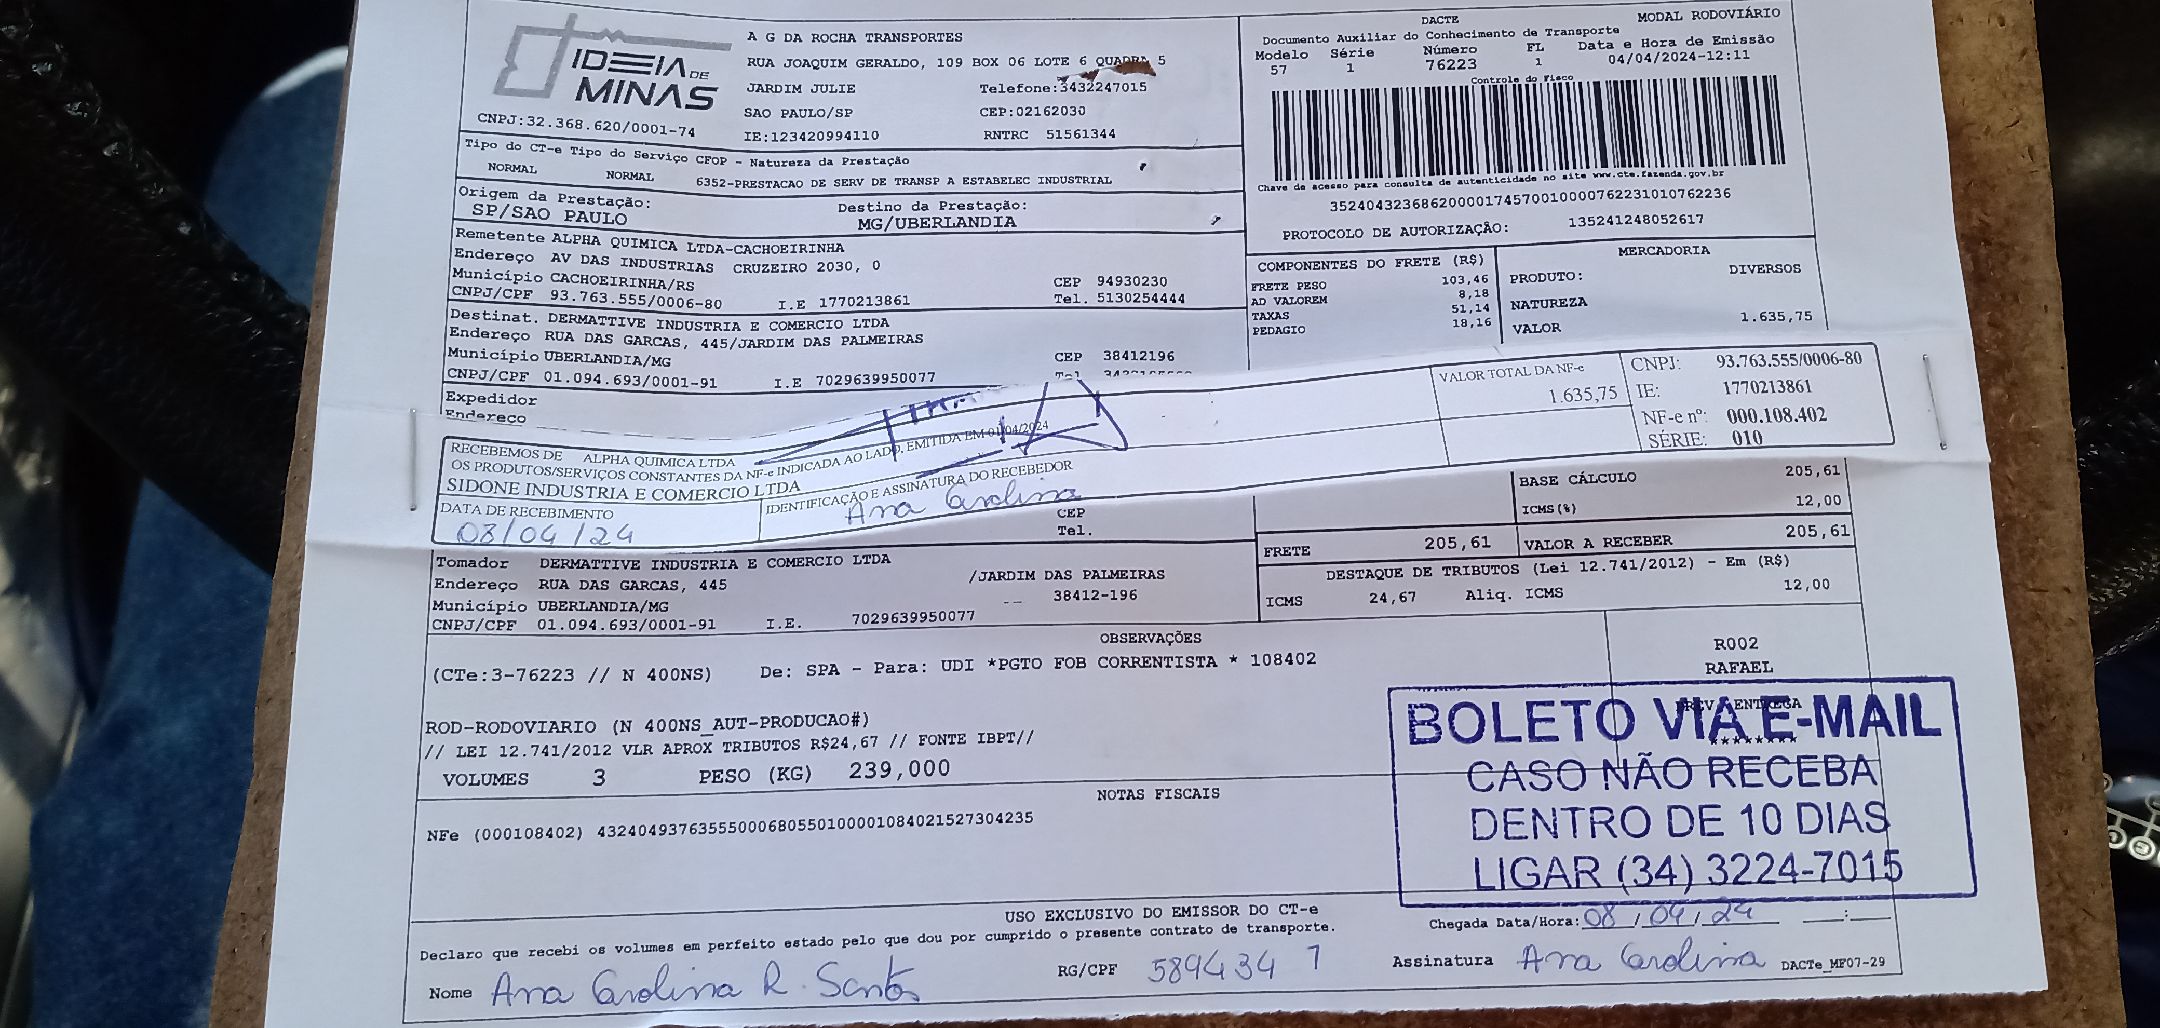 IDEIA DE
MINAS
CNPJ:32.368.620/0001-74
A G DA ROCHA TRANSPORTES
RUA JOAQUIM GERALDO, 109 BOX 06 LOTE 6 QUADRA 5
JARDIM JULIE Telefone:3432247015
SAO PAULO/SP CEP:02162030
IE:123420994110 RNTRC 51561344
DACTE MODAL RODOVIÁRIO
Documento Auxiliar do Conhecimento de Transporte
Modelo Série Número FL Data e Hora de Emissão
57 1 76223 1 04/04/2024-12:11
Controle do Fisco
Chave de acesso para consulta de autenticidade no site www.cte.fazenda.gov.br
35240432368620000174570010000762231010762236
PROTOCOLO DE AUTORIZAÇÃO: 135241248052617
Tipo do CT-e Tipo do Serviço CFOP - Natureza da Prestação
NORMAL NORMAL 6352-PRESTACAO DE SERV DE TRANSP A ESTABELEC INDUSTRIAL
Origem da Prestação: Destino da Prestação:
SP/SAO PAULO MG/UBERLANDIA
Remetente ALPHA QUIMICA LTDA-CACHOEIRINHA
Endereço AV DAS INDUSTRIAS CRUZEIRO 2030, 0
Município CACHOEIRINHA/RS CEP 94930230
CNPJ/CPF 93.763.555/0006-80 I.E 1770213861 Tel. 5130254444
Destinat. DERMATTIVE INDUSTRIA E COMERCIO LTDA
Endereço RUA DAS GARCAS, 445/JARDIM DAS PALMEIRAS
Município UBERLANDIA/MG CEP 38412196
CNPJ/CPF 01.094.693/0001-91 I.E 7029639950077 Tel
Expedidor
Endereço
COMPONENTES DO FRETE (R$)
FRETE PESO 103,46
AD VALOREM 8,18
TAXAS 51,14
PEDAGIO 18,16
MERCADORIA
PRODUTO: DIVERSOS
NATUREZA
VALOR 1.635,75
RECEBEMOS DE ALPHA QUIMICA LTDA
OS PRODUTOS/SERVIÇOS CONSTANTES DA NF-e INDICADA AO LADO, EMITIDA EM 01/04/2024
SIDONE INDUSTRIA E COMERCIO LTDA
DATA DE RECEBIMENTO IDENTIFICAÇÃO E ASSINATURA DO RECEBEDOR
08/04/24 Ana Carolina
VALOR TOTAL DA NF-e
1.635,75
CNPJ: 93.763.555/0006-80
IE: 1770213861
NF-e nº: 000.108.402
SÉRIE: 010
CEP
Tel.
BASE CÁLCULO 205,61
ICMS(%) 12,00
FRETE 205,61 VALOR A RECEBER 205,61
DESTAQUE DE TRIBUTOS (Lei 12.741/2012) - Em (R$)
ICMS 24,67 Aliq. ICMS 12,00
Tomador DERMATTIVE INDUSTRIA E COMERCIO LTDA
Endereço RUA DAS GARCAS, 445 /JARDIM DAS PALMEIRAS
Município UBERLANDIA/MG 38412-196
CNPJ/CPF 01.094.693/0001-91 I.E. 7029639950077
OBSERVAÇÕES
(CTe:3-76223 // N 400NS) De: SPA - Para: UDI *PGTO FOB CORRENTISTA * 108402
R002
RAFAEL
PREV ENTREGA
********
ROD-RODOVIARIO (N 400NS_AUT-PRODUCAO#)
// LEI 12.741/2012 VLR APROX TRIBUTOS R$24,67 // FONTE IBPT//
VOLUMES 3 PESO (KG) 239,000
BOLETO VIA E-MAIL
CASO NÃO RECEBA
DENTRO DE 10 DIAS
LIGAR (34) 3224-7015
NOTAS FISCAIS
NFe (000108402) 43240493763555000680550100001084021527304235
USO EXCLUSIVO DO EMISSOR DO CT-e
Declaro que recebi os volumes em perfeito estado pelo que dou por cumprido o presente contrato de transporte.
Chegada Data/Hora: 08/04/24 __:__
Nome Ana Carolina R. Santos RG/CPF 5894347 Assinatura Ana Carolina DACTe_MF07-29